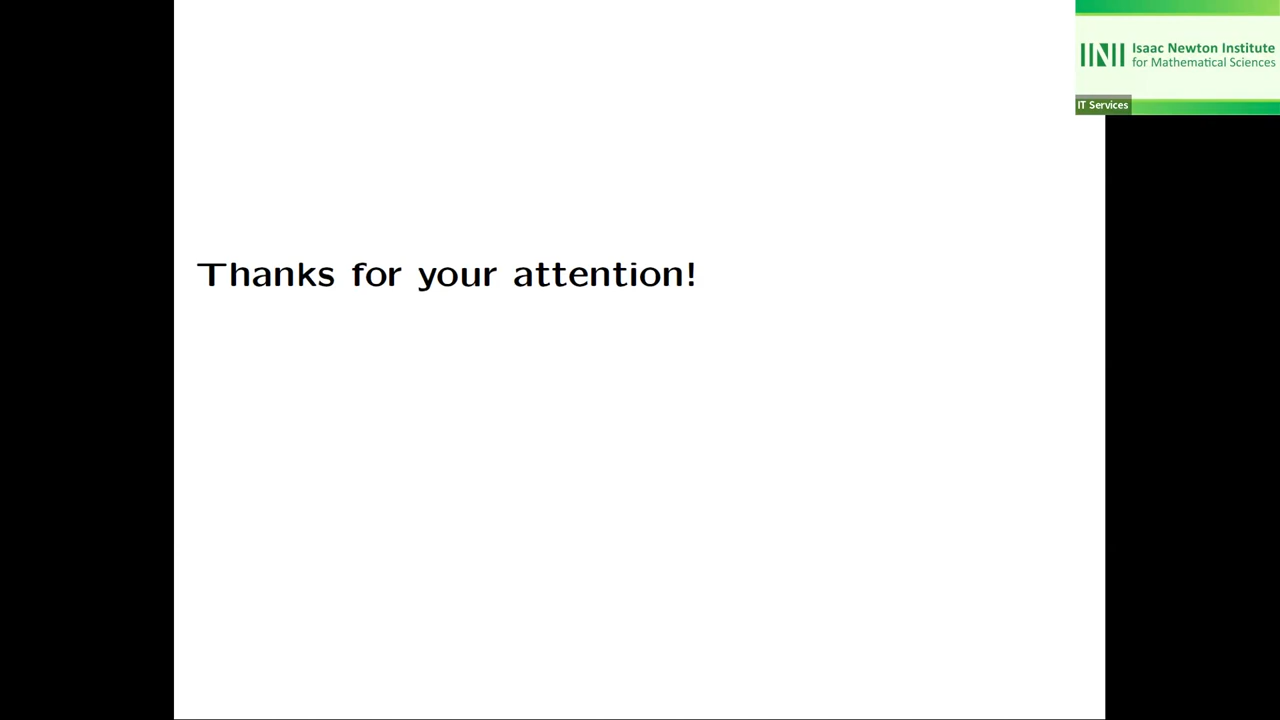 Isaac Newton Institute
for Mathematical Sciences
IT Services
Thanks for your attention!